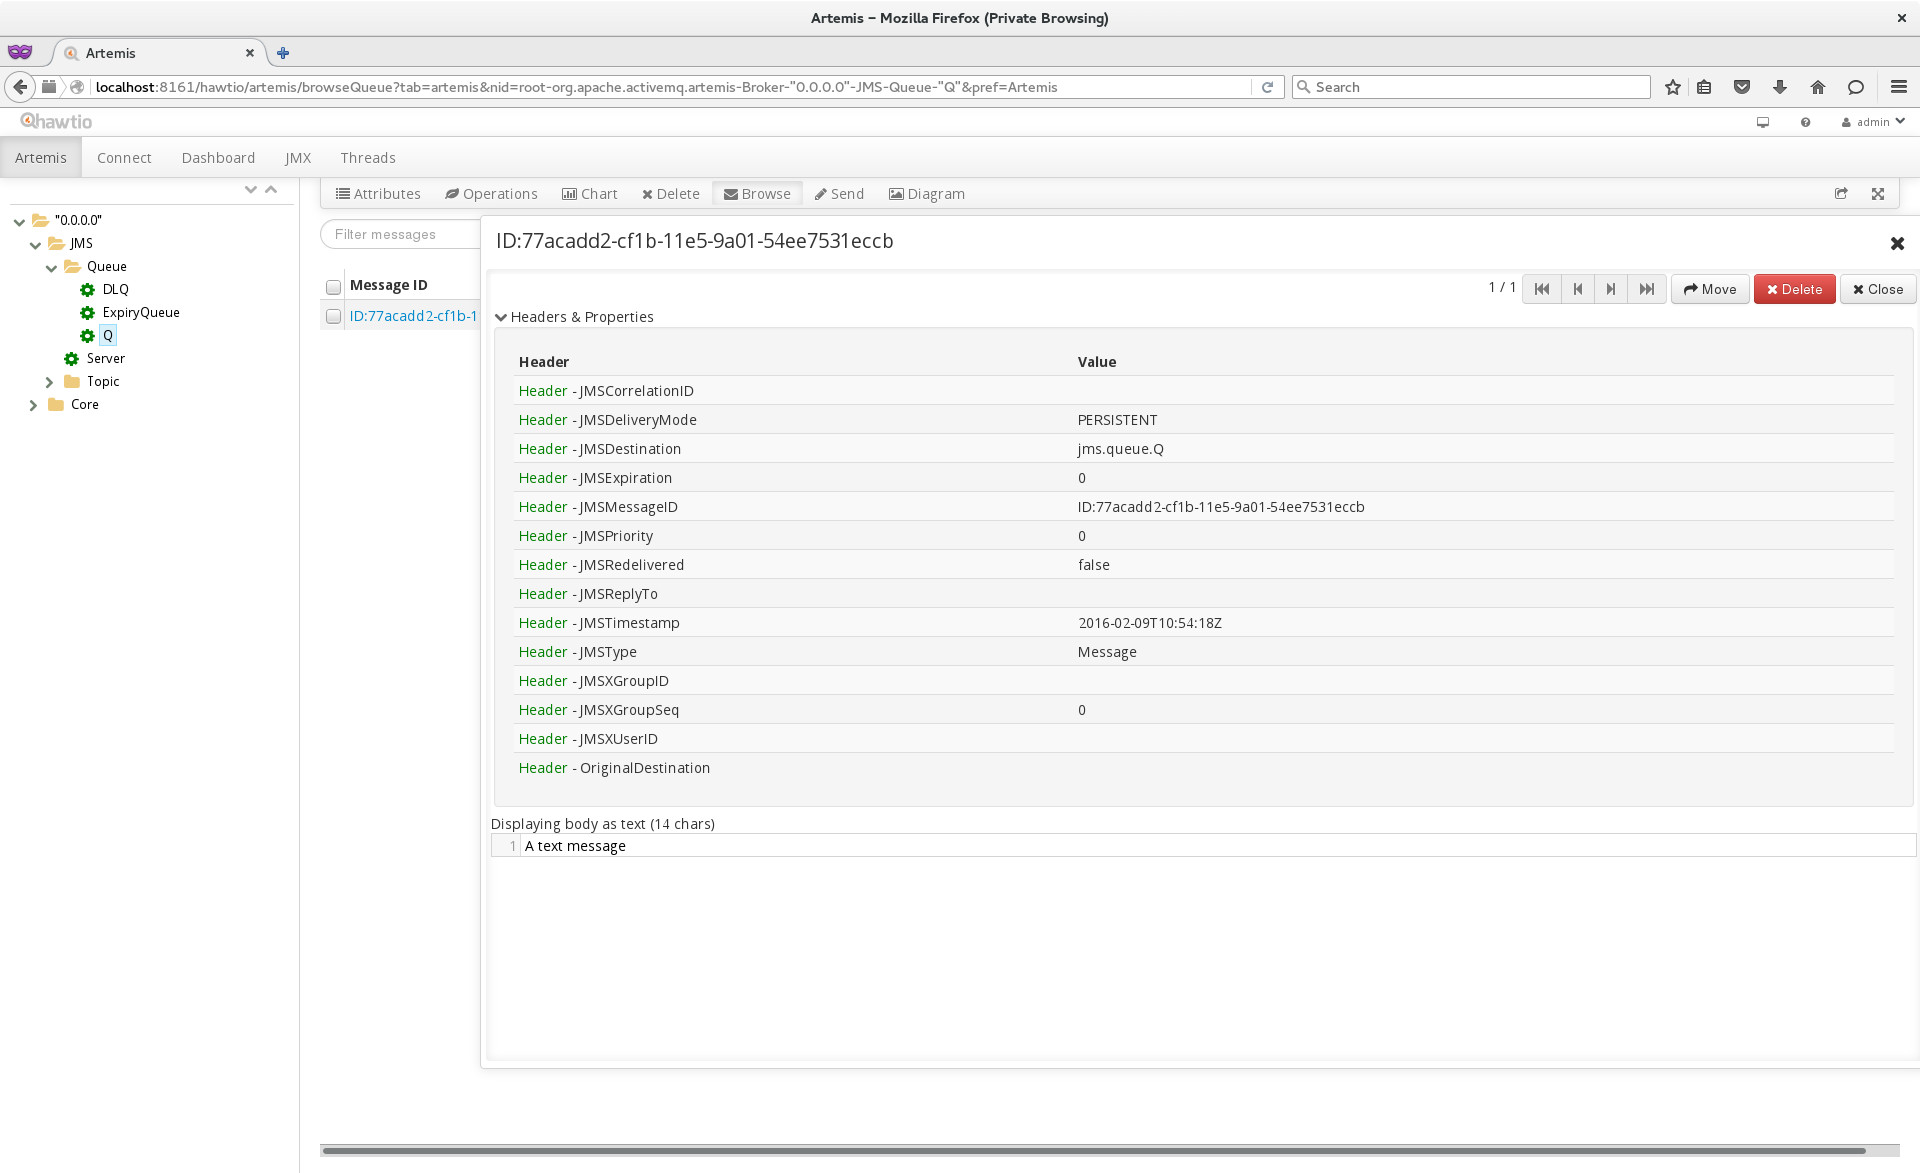 Artemis – Mozilla Firefox (Private Browsing)
Artemis
localhost:8161/hawtio/artemis/browseQueue?tab=artemis&nid=root-org.apache.activemq.artemis-Broker-"0.0.0.0"-JMS-Queue-"Q"&pref=Artemis
Search
hawtio
admin
Artemis Connect Dashboard JMX Threads
Attributes Operations Chart Delete Browse Send Diagram
"0.0.0.0"
JMS
Queue
DLQ
ExpiryQueue
Q
Server
Topic
Core
Filter messages
Message ID
ID:77acadd2-cf1b-1
ID:77acadd2-cf1b-11e5-9a01-54ee7531eccb
1 / 1 Move Delete Close
Headers & Properties
Header Value
Header - JMSCorrelationID
Header - JMSDeliveryMode PERSISTENT
Header - JMSDestination jms.queue.Q
Header - JMSExpiration 0
Header - JMSMessageID ID:77acadd2-cf1b-11e5-9a01-54ee7531eccb
Header - JMSPriority 0
Header - JMSRedelivered false
Header - JMSReplyTo
Header - JMSTimestamp 2016-02-09T10:54:18Z
Header - JMSType Message
Header - JMSXGroupID
Header - JMSXGroupSeq 0
Header - JMSXUserID
Header - OriginalDestination
Displaying body as text (14 chars)
1 A text message